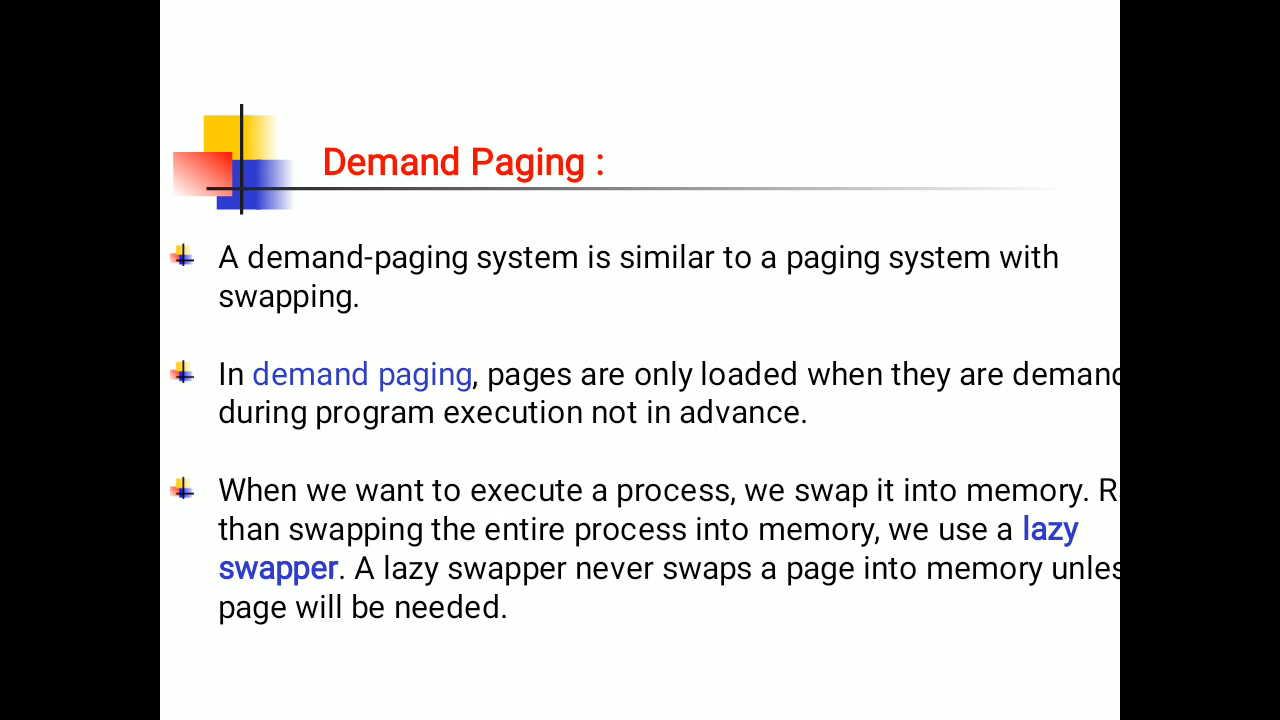 Demand Paging :
A demand-paging system is similar to a paging system with
swapping.
In demand paging, pages are only loaded when they are demand
during program execution not in advance.
When we want to execute a process, we swap it into memory. R
than swapping the entire process into memory, we use a lazy
swapper. A lazy swapper never swaps a page into memory unles
page will be needed.